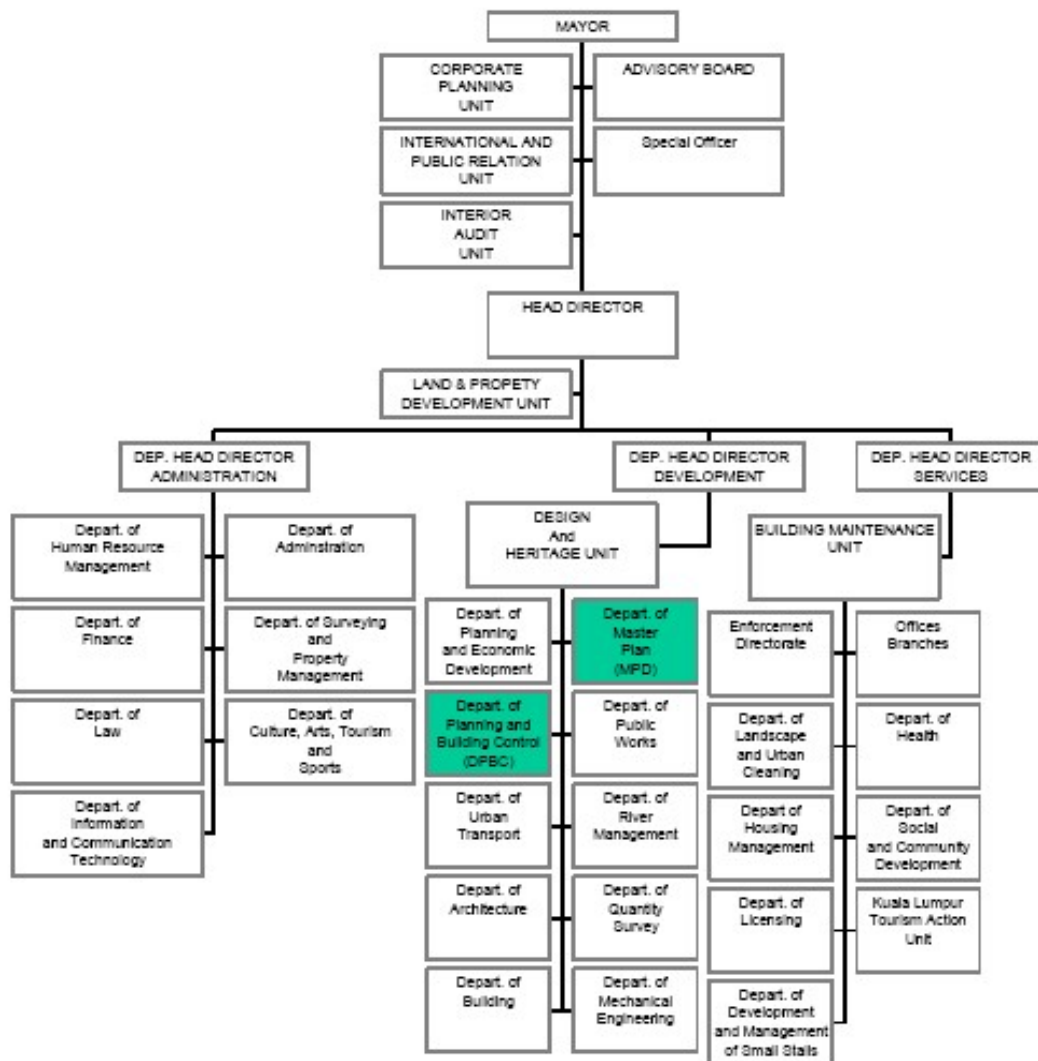 MAYOR
CORPORATE
PLANNING
UNIT
ADVISORY BOARD
INTERNATIONAL AND
PUBLIC RELATION
UNIT
Special Officer
INTERIOR
AUDIT
UNIT
HEAD DIRECTOR
LAND & PROPETY
DEVELOPMENT UNIT
DEP. HEAD DIRECTOR
ADMINISTRATION
DEP. HEAD DIRECTOR
DEVELOPMENT
DEP. HEAD DIRECTOR
SERVICES
Depart. of
Human Resource
Management
Depart. of
Adminstration
Depart. of
Finance
Depart. of Surveying
and
Property
Management
Depart. of
Law
Depart. of
Culture, Arts, Tourism
and
Sports
Depart. of
Information
and Communication
Technology
DESIGN
And
HERITAGE UNIT
Depart. of
Planning
and Economic
Development
Depart. of
Master
Plan
(MPD)
Depart. of
Planning and
Building Control
(DPBC)
Depart. of
Public
Works
Depart. of
Urban
Transport
Depart. of
River
Management
Depart. of
Architecture
Depart. of
Quantity
Survey
Depart. of
Building
Depart. of
Mechanical
Engineering
BUILDING MAINTENANCE
UNIT
Enforcement
Directorate
Offices
Branches
Depart. of
Landscape
and Urban
Cleaning
Depart. of
Health
Depart of
Housing
Management
Depart. of
Social
and Community
Development
Depart. of
Licensing
Kuala Lumpur
Tourism Action
Unit
Depart. of
Development
and Management
of Small Stalls